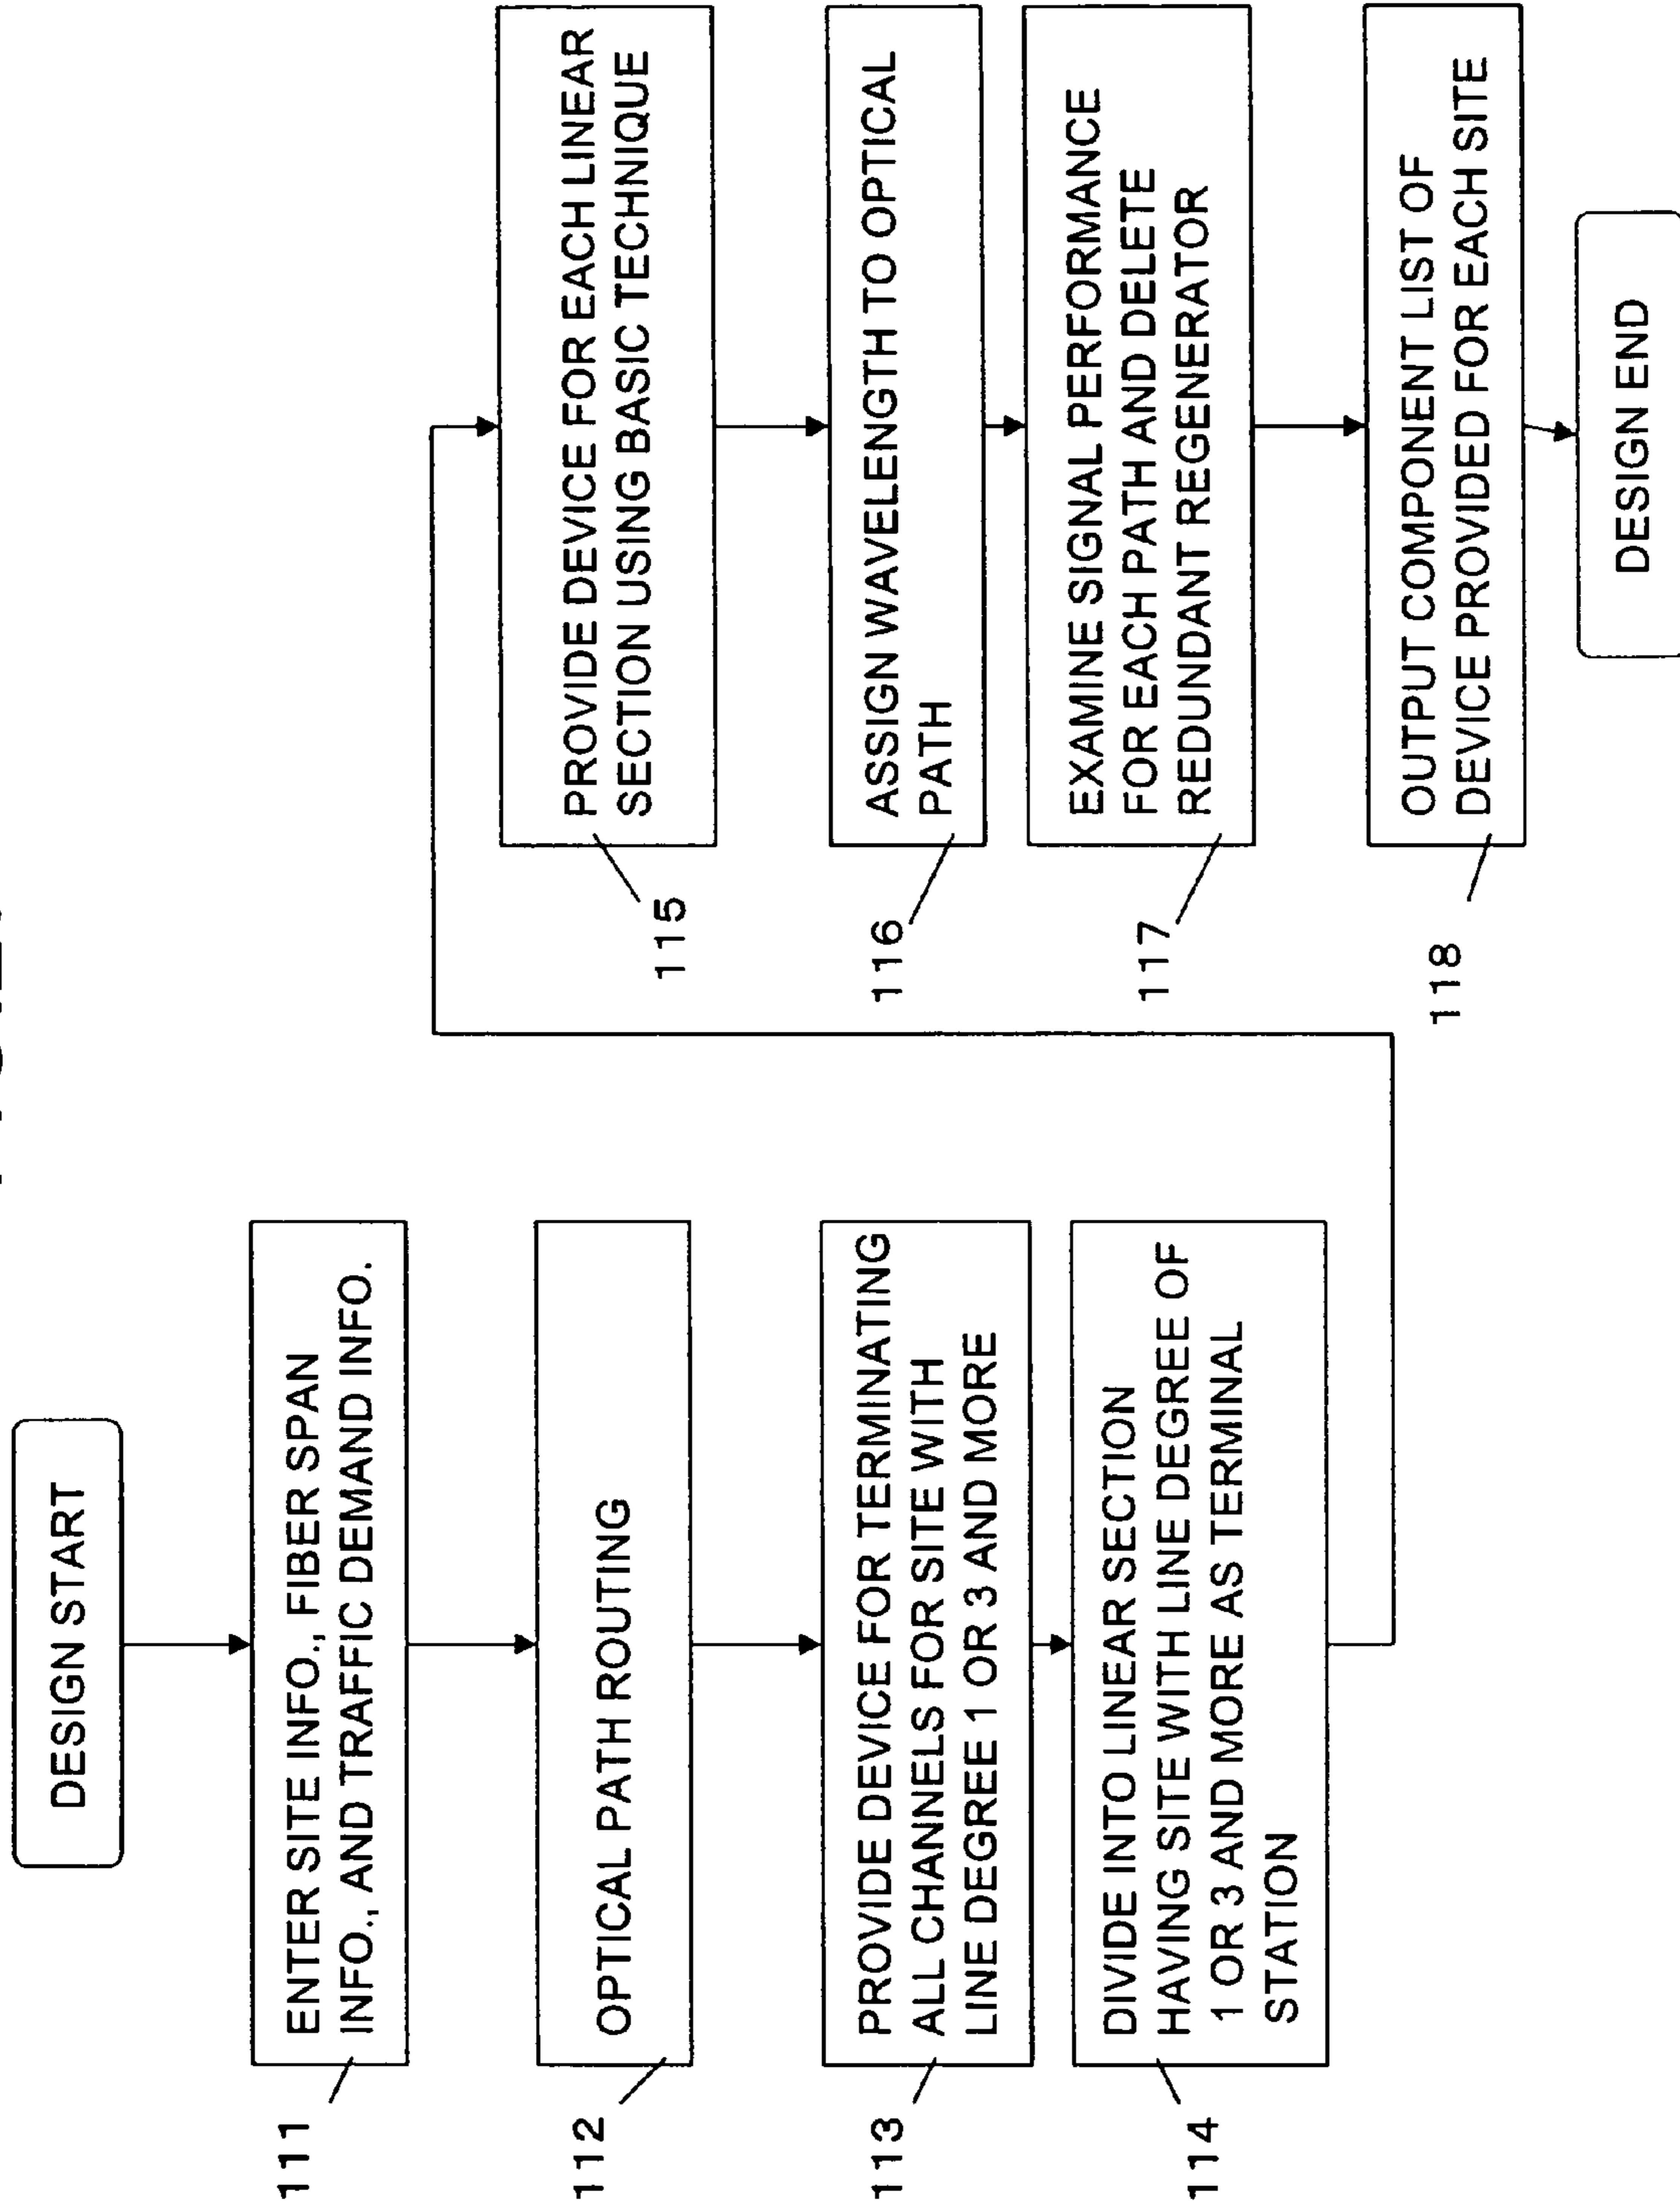 DESIGN START
111
ENTER SITE INFO., FIBER SPAN
INFO., AND TRAFFIC DEMAND INFO.
112
OPTICAL PATH ROUTING
113
PROVIDE DEVICE FOR TERMINATING
ALL CHANNELS FOR SITE WITH
LINE DEGREE 1 OR 3 AND MORE
114
DIVIDE INTO LINEAR SECTION
HAVING SITE WITH LINE DEGREE OF
1 OR 3 AND MORE AS TERMINAL
STATION
115
PROVIDE DEVICE FOR EACH LINEAR
SECTION USING BASIC TECHNIQUE
116
ASSIGN WAVELENGTH TO OPTICAL
PATH
117
EXAMINE SIGNAL PERFORMANCE
FOR EACH PATH AND DELETE
REDUNDANT REGENERATOR
118
OUTPUT COMPONENT LIST OF
DEVICE PROVIDED FOR EACH SITE
DESIGN END